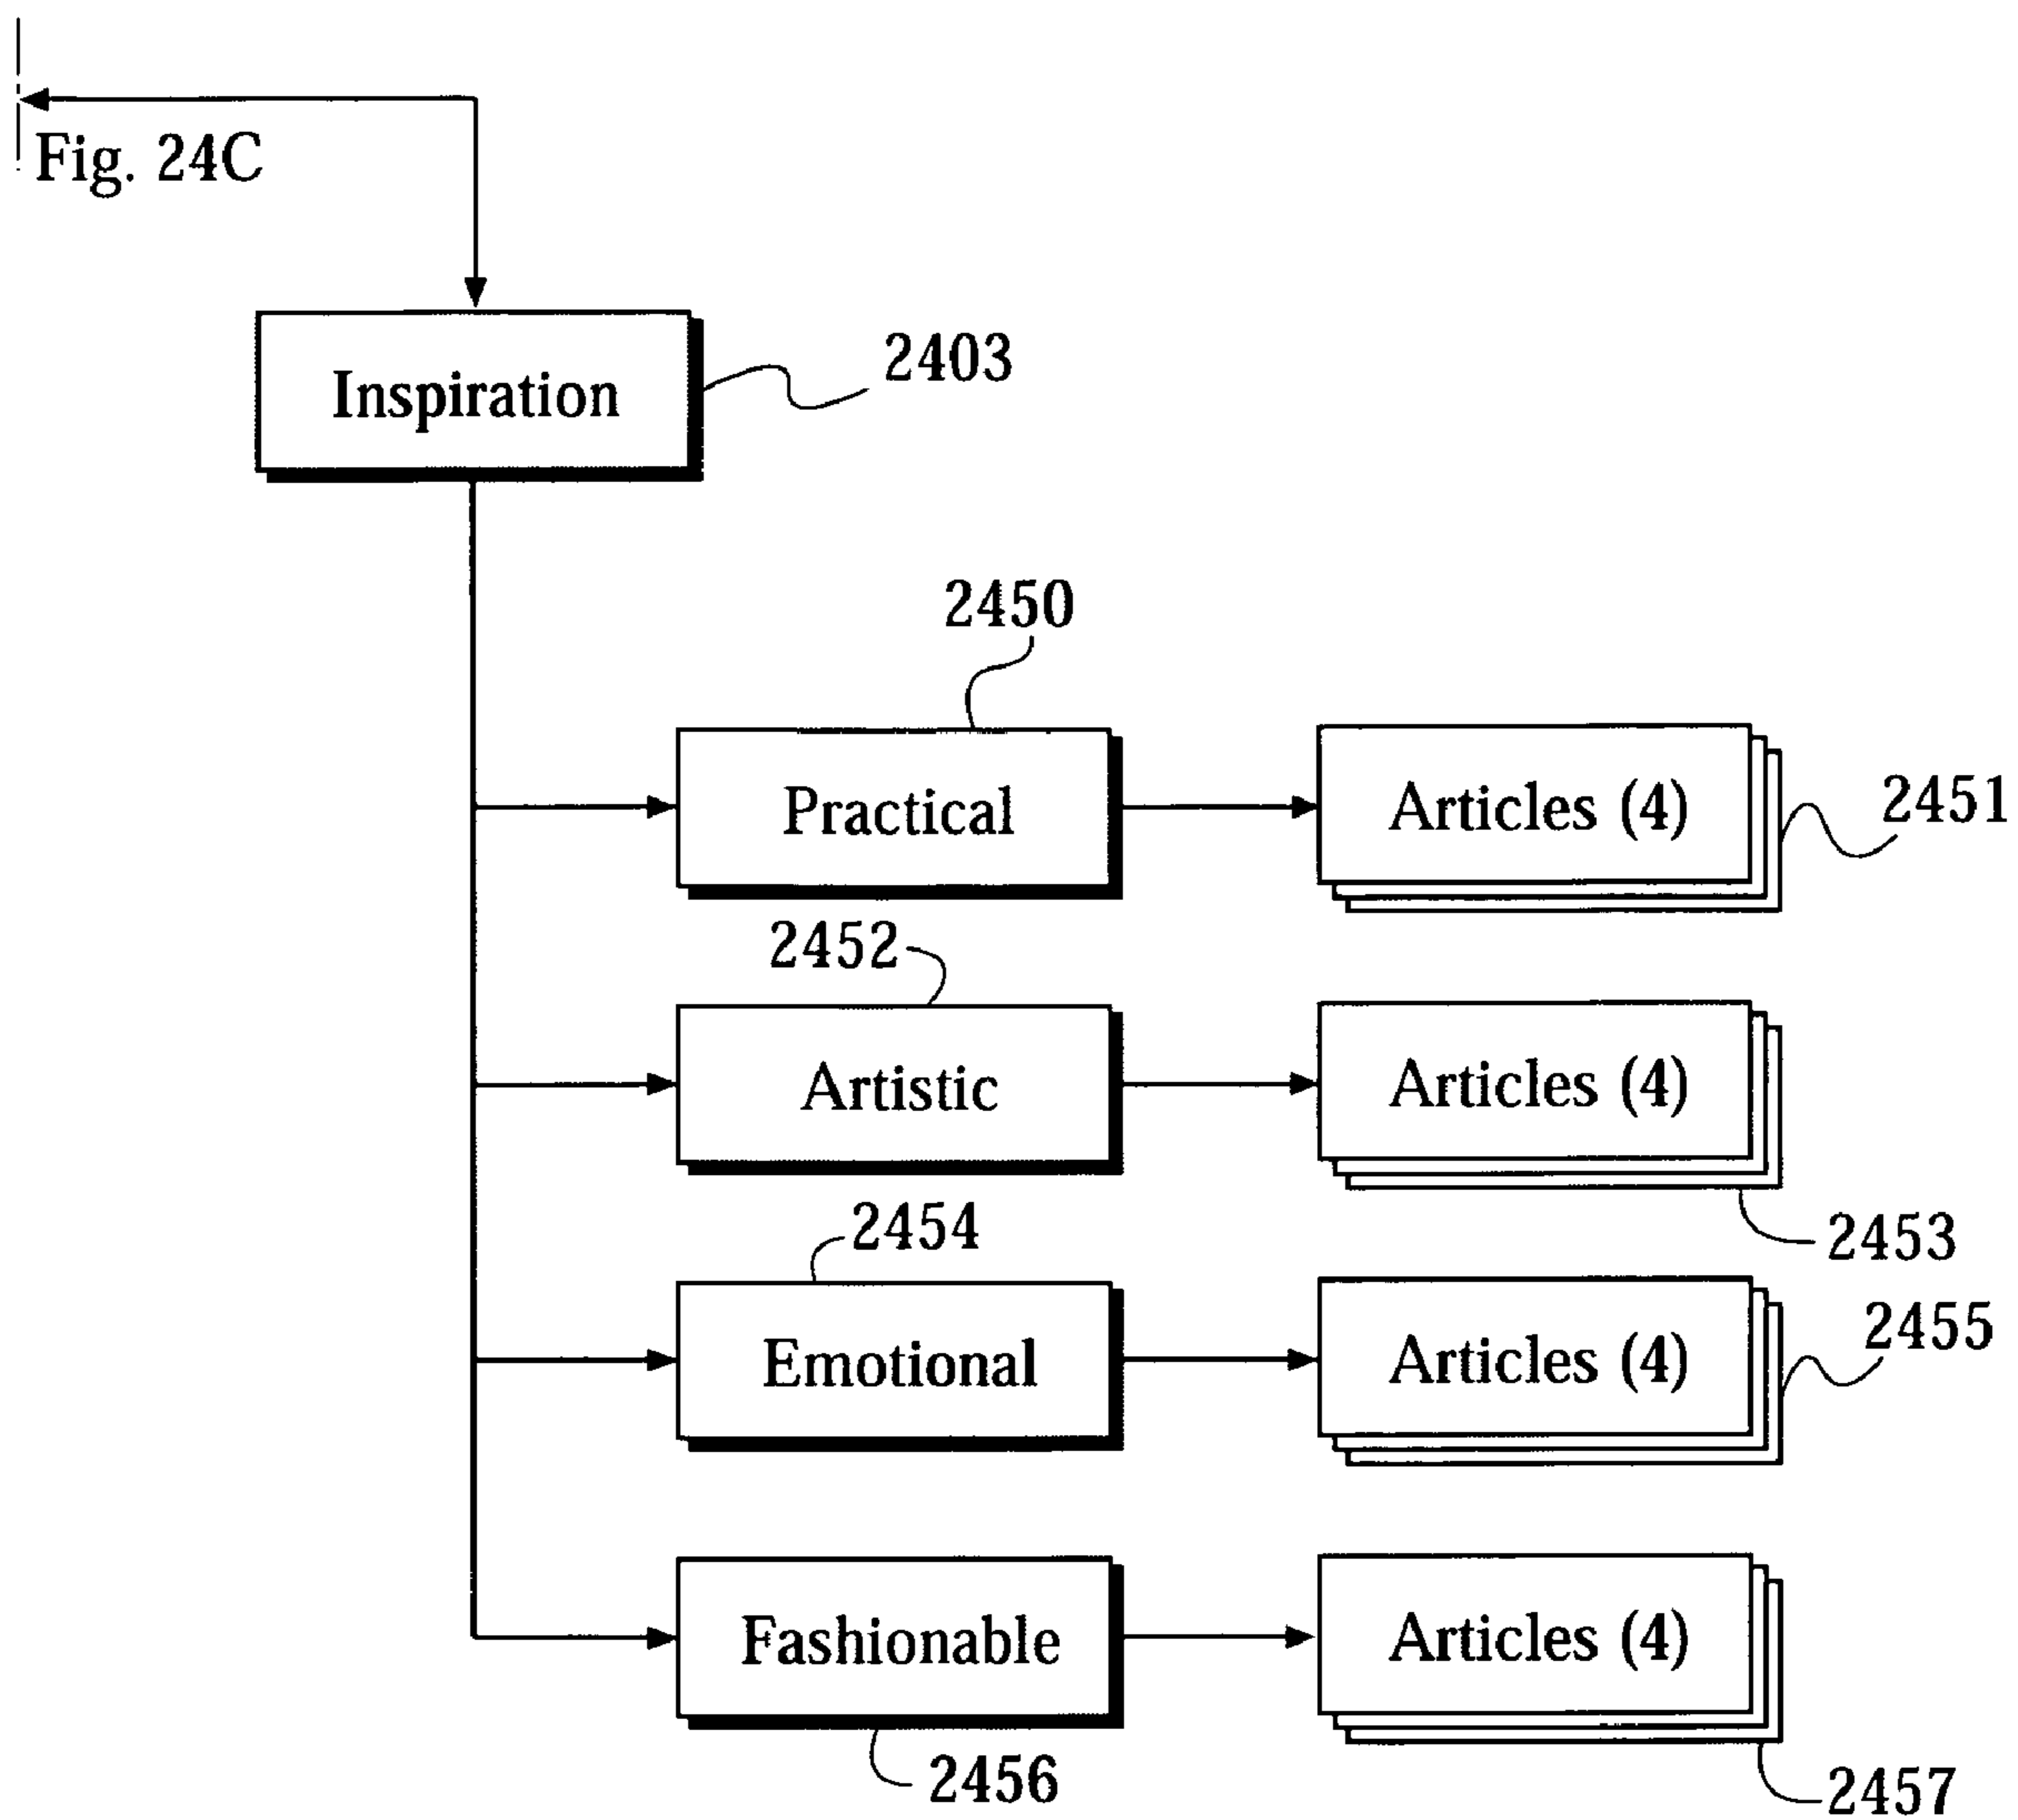 Fig. 24C
Inspiration
2403
2450
Practical
Articles (4)
2451
2452
Artistic
Articles (4)
2453
2454
Emotional
Articles (4)
2455
Fashionable
Articles (4)
2456
2457